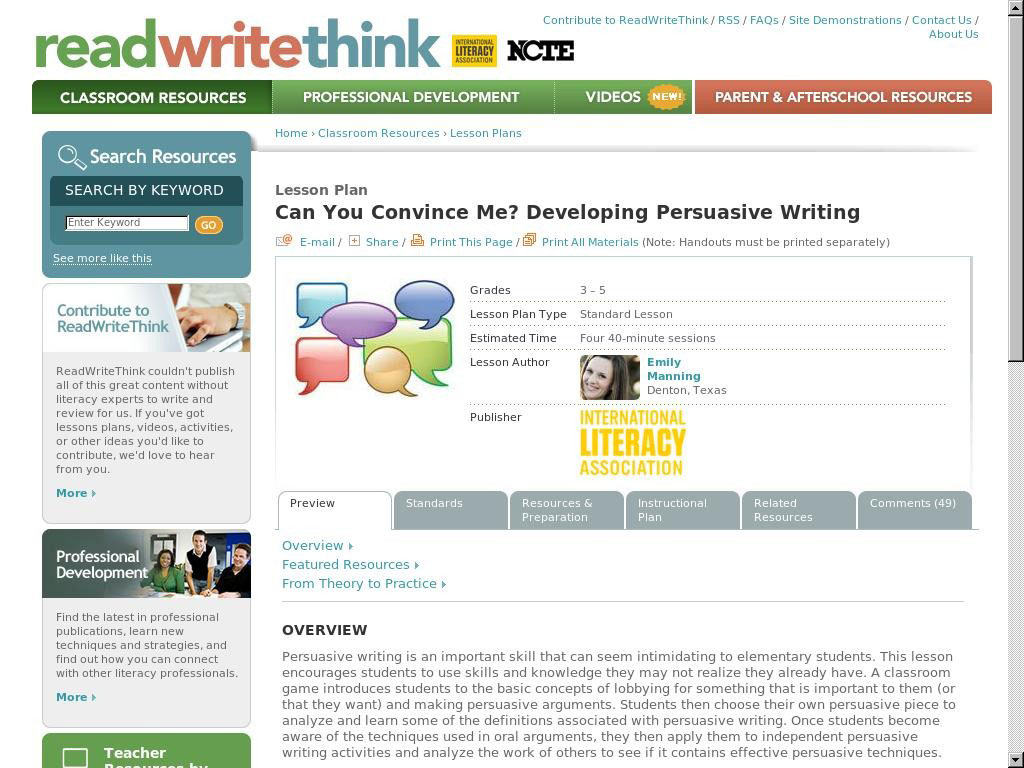 Contribute to ReadWriteThink / RSS / FAQs / Site Demonstrations / Contact Us /
About Us
readwritethink
INTERNATIONAL
LITERACY
ASSOCIATION
NCTE
CLASSROOM RESOURCES
PROFESSIONAL DEVELOPMENT
VIDEOS NEW!
PARENT & AFTERSCHOOL RESOURCES
Home › Classroom Resources › Lesson Plans
Search Resources
SEARCH BY KEYWORD
Enter Keyword
GO
See more like this
Contribute to
ReadWriteThink
ReadWriteThink couldn't publish
all of this great content without
literacy experts to write and
review for us. If you've got
lessons plans, videos, activities,
or other ideas you'd like to
contribute, we'd love to hear
from you.
More
Professional
Development
Find the latest in professional
publications, learn new
techniques and strategies, and
find out how you can connect
with other literacy professionals.
More
Teacher
Resources by
Lesson Plan
Can You Convince Me? Developing Persuasive Writing
E-mail / Share / Print This Page / Print All Materials (Note: Handouts must be printed separately)
Grades 3 – 5
Lesson Plan Type Standard Lesson
Estimated Time Four 40-minute sessions
Lesson Author Emily
Manning
Denton, Texas
Publisher
INTERNATIONAL
LITERACY
ASSOCIATION
Preview
Standards
Resources &
Preparation
Instructional
Plan
Related
Resources
Comments (49)
Overview
Featured Resources
From Theory to Practice
OVERVIEW
Persuasive writing is an important skill that can seem intimidating to elementary students. This lesson
encourages students to use skills and knowledge they may not realize they already have. A classroom
game introduces students to the basic concepts of lobbying for something that is important to them (or
that they want) and making persuasive arguments. Students then choose their own persuasive piece to
analyze and learn some of the definitions associated with persuasive writing. Once students become
aware of the techniques used in oral arguments, they then apply them to independent persuasive
writing activities and analyze the work of others to see if it contains effective persuasive techniques.